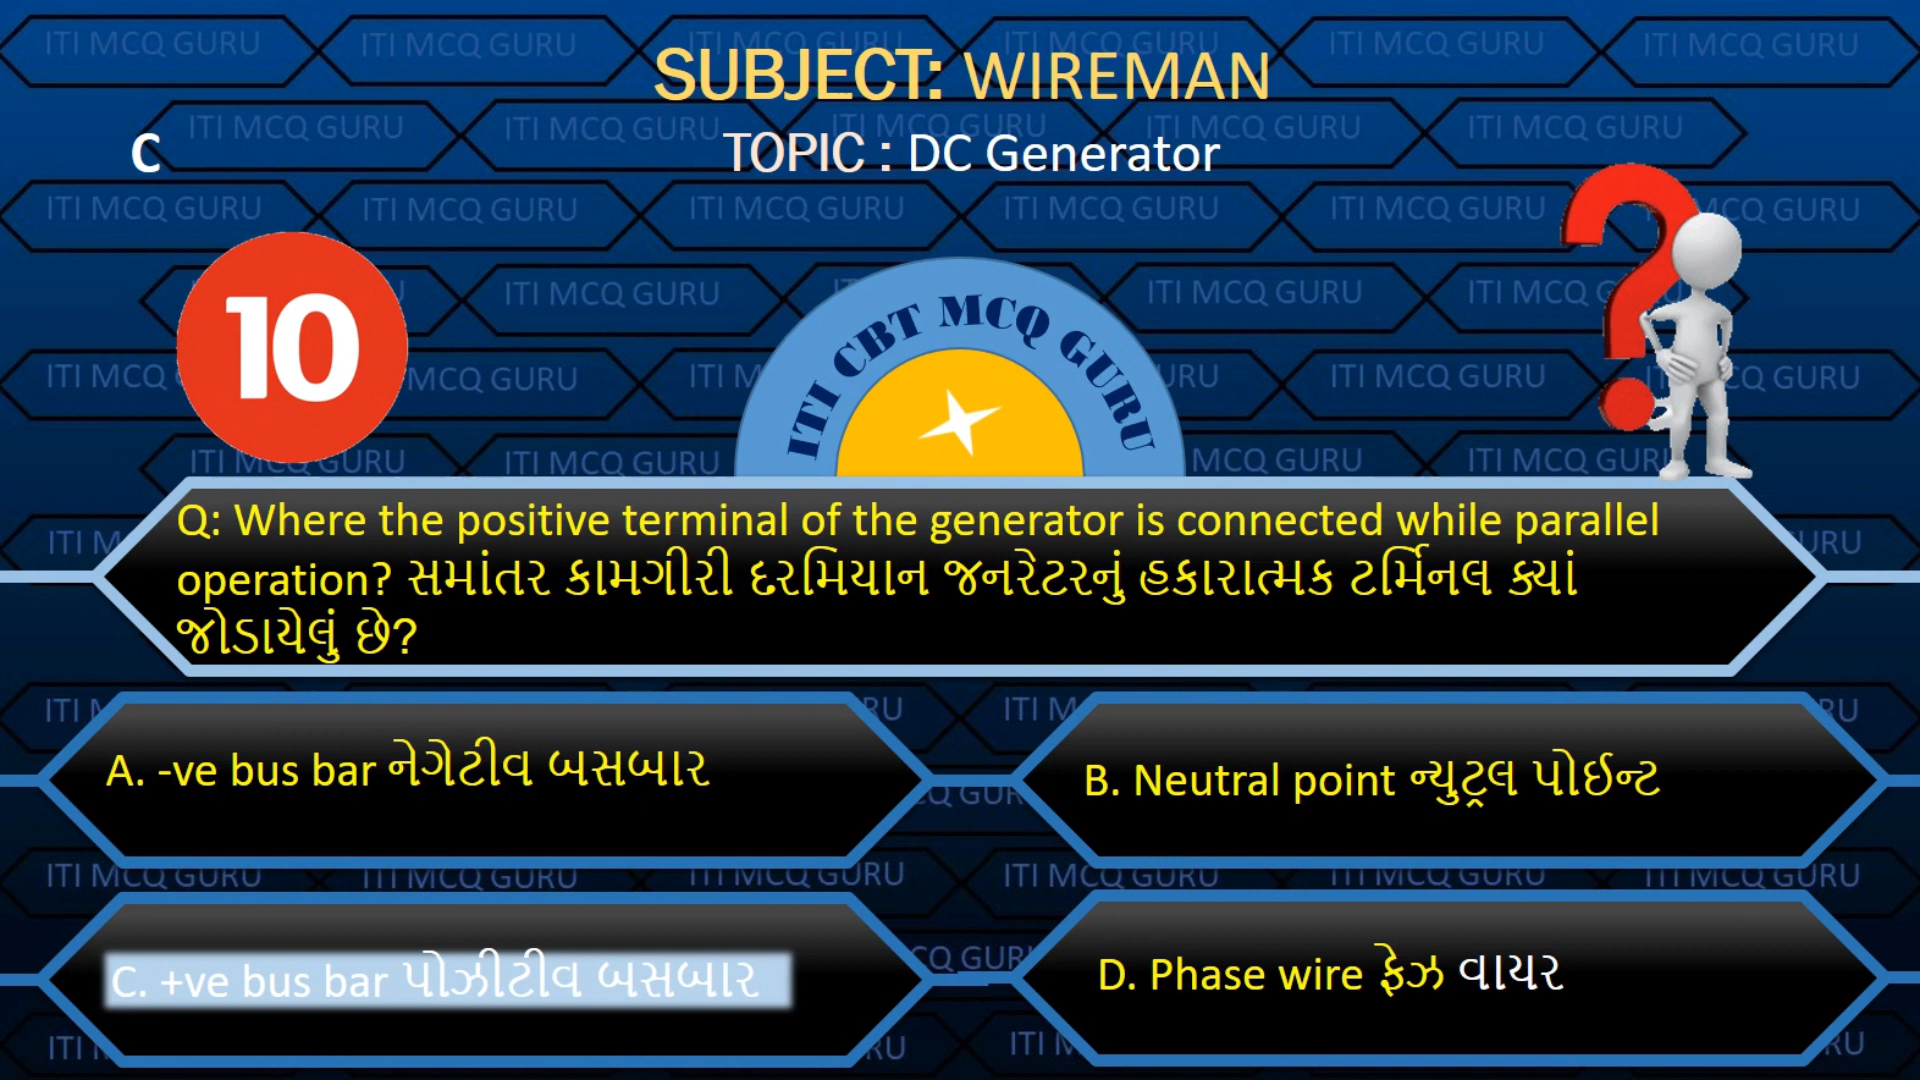 SUBJECT: WIREMAN
C
TOPIC : DC Generator
10
ITI CBT MCQ GURU
Q: Where the positive terminal of the generator is connected while parallel
operation? સમાંતર કામગીરી દરમિયાન જનરેટરનું હકારાત્મક ટર્મિનલ ક્યાં
જોડાયેલું છે?
A. -ve bus bar નેગેટીવ બસબાર
B. Neutral point ન્યુટ્રલ પોઈન્ટ
C. +ve bus bar પોઝીટીવ બસબાર
D. Phase wire ફેઝ વાયર